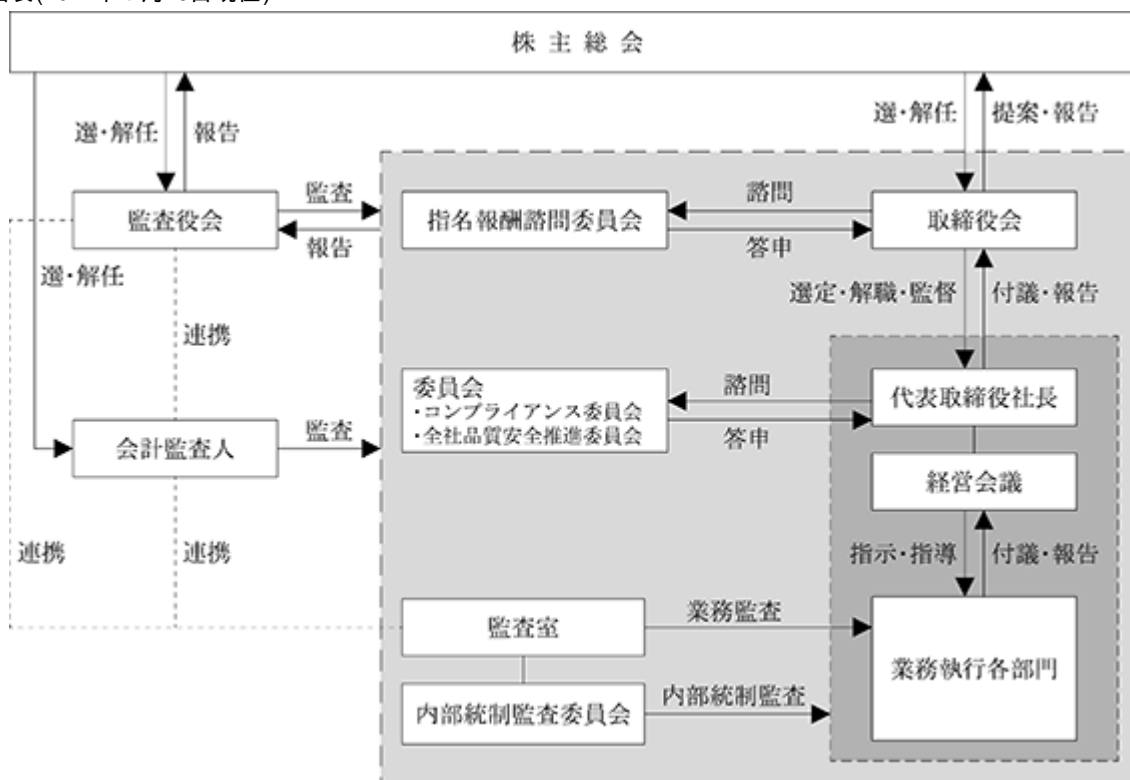 株主総会
選・解任
報告
選・解任
提案・報告
監査役会
監査
報告
指名報酬諮問委員会
諮問
答申
取締役会
選・解任
連携
選定・解職・監督
付議・報告
会計監査人
監査
委員会
・コンプライアンス委員会
・全社品質安全推進委員会
諮問
答申
代表取締役社長
経営会議
連携
連携
指示・指導
付議・報告
監査室
業務監査
業務執行各部門
内部統制監査委員会
内部統制監査